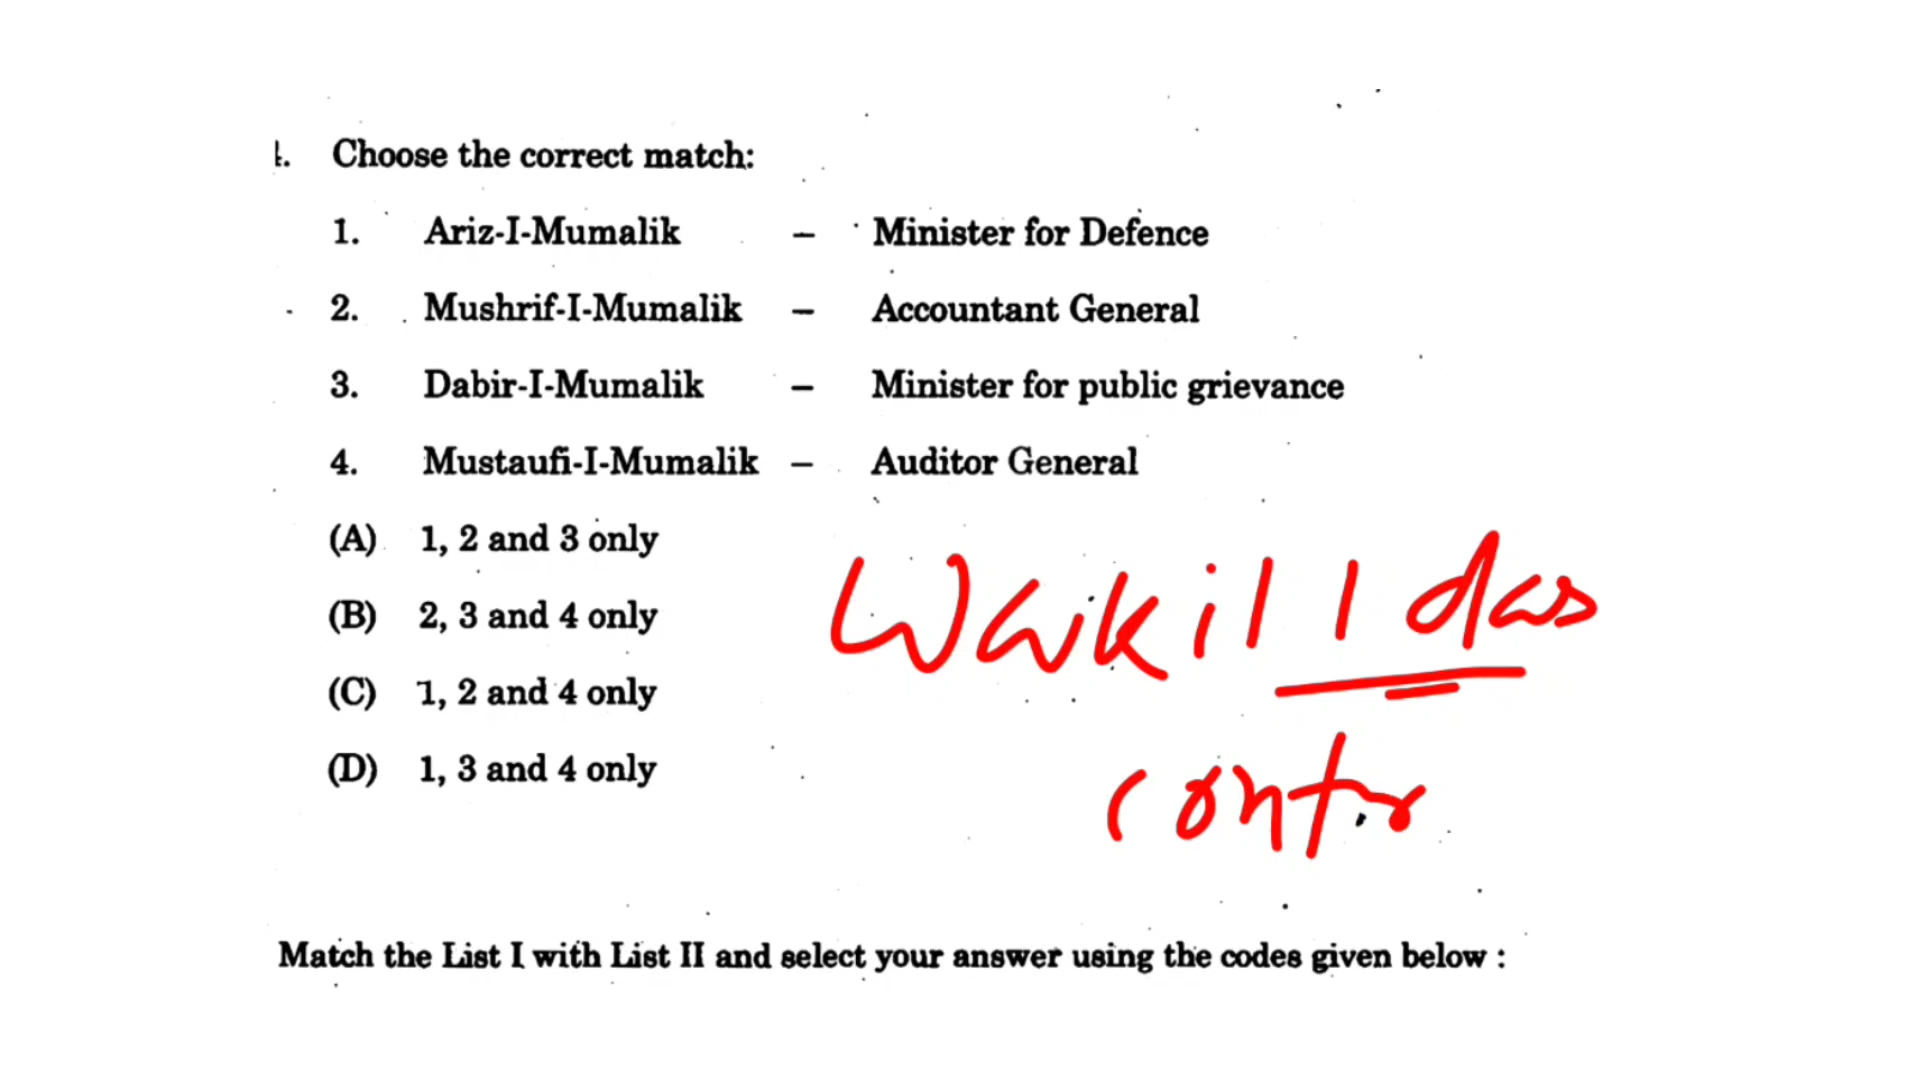 . Choose the correct match:
1. Ariz-I-Mumalik – Minister for Defence
2. Mushrif-I-Mumalik – Accountant General
3. Dabir-I-Mumalik – Minister for public grievance
4. Mustaufi-I-Mumalik – Auditor General
(A) 1, 2 and 3 only
(B) 2, 3 and 4 only
(C) 1, 2 and 4 only
(D) 1, 3 and 4 only
Wakil I das
contr
Match the List I with List II and select your answer using the codes given below :